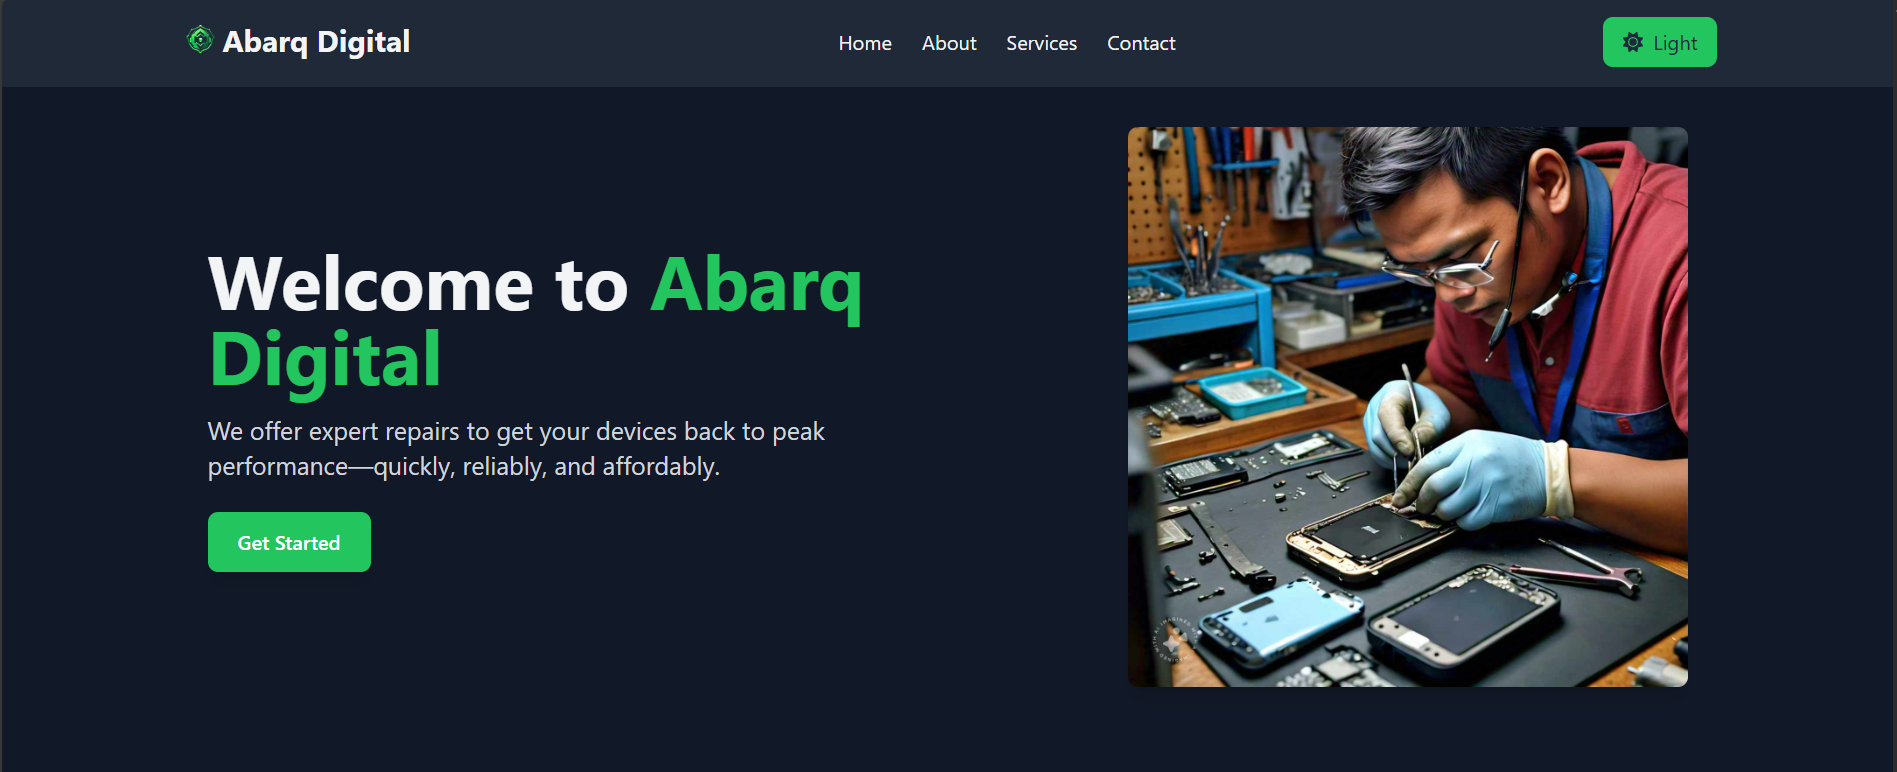 Abarq Digital
Home About Services Contact
Light
Welcome to Abarq
Digital
We offer expert repairs to get your devices back to peak
performance—quickly, reliably, and affordably.
Get Started